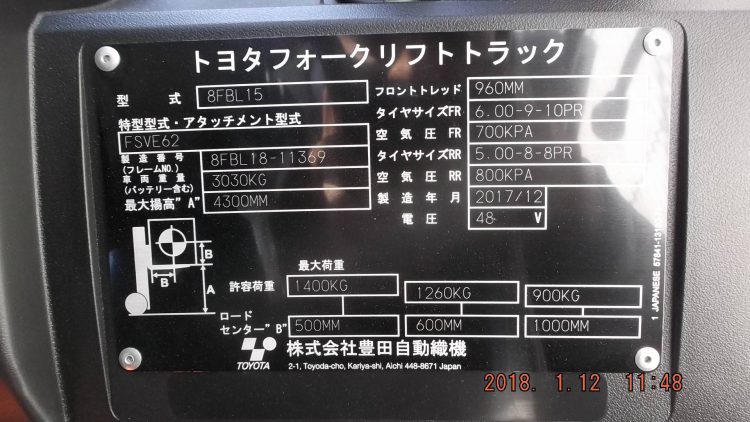 トヨタフォークリフトトラック
型 式 8FBL15
特型型式・アタッチメント型式
FSVE62
製造番号(フレームNO.) 8FBL18-11369
車両重量(バッテリー含む) 3030KG
最大揚高"A" 4300MM
フロントトレッド 960MM
タイヤサイズFR 6.00-9-10PR
空気圧 FR 700KPA
タイヤサイズRR 5.00-8-8PR
空気圧 RR 800KPA
製造年月 2017/12
電圧 48 V
B
B
A
最大荷重
許容荷重 1400KG 1260KG 900KG
ロードセンター"B" 500MM 600MM 1000MM
TOYOTA 株式会社豊田自動織機
2-1, Toyoda-cho, Kariya-shi, Aichi 448-8671 Japan
1 JAPANESE
2018. 1.12 11:48